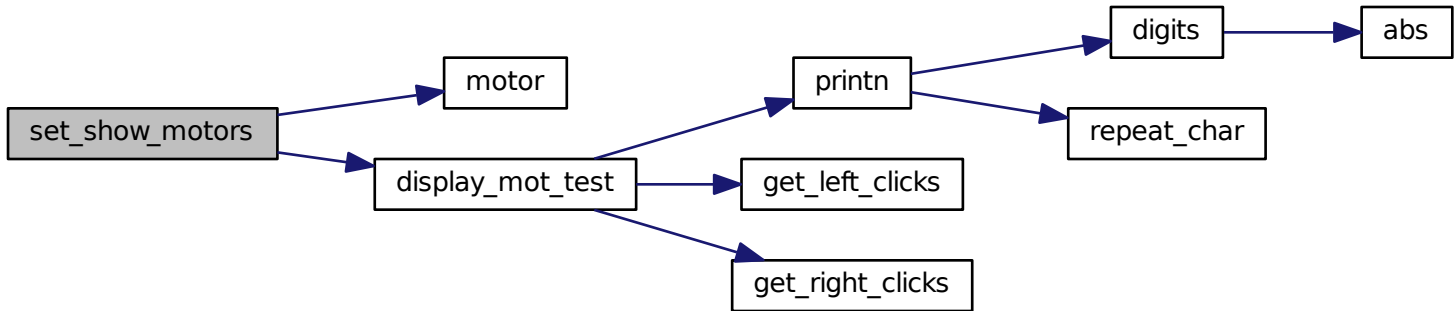 set_show_motors
motor
display_mot_test
printn
get_left_clicks
get_right_clicks
digits
repeat_char
abs